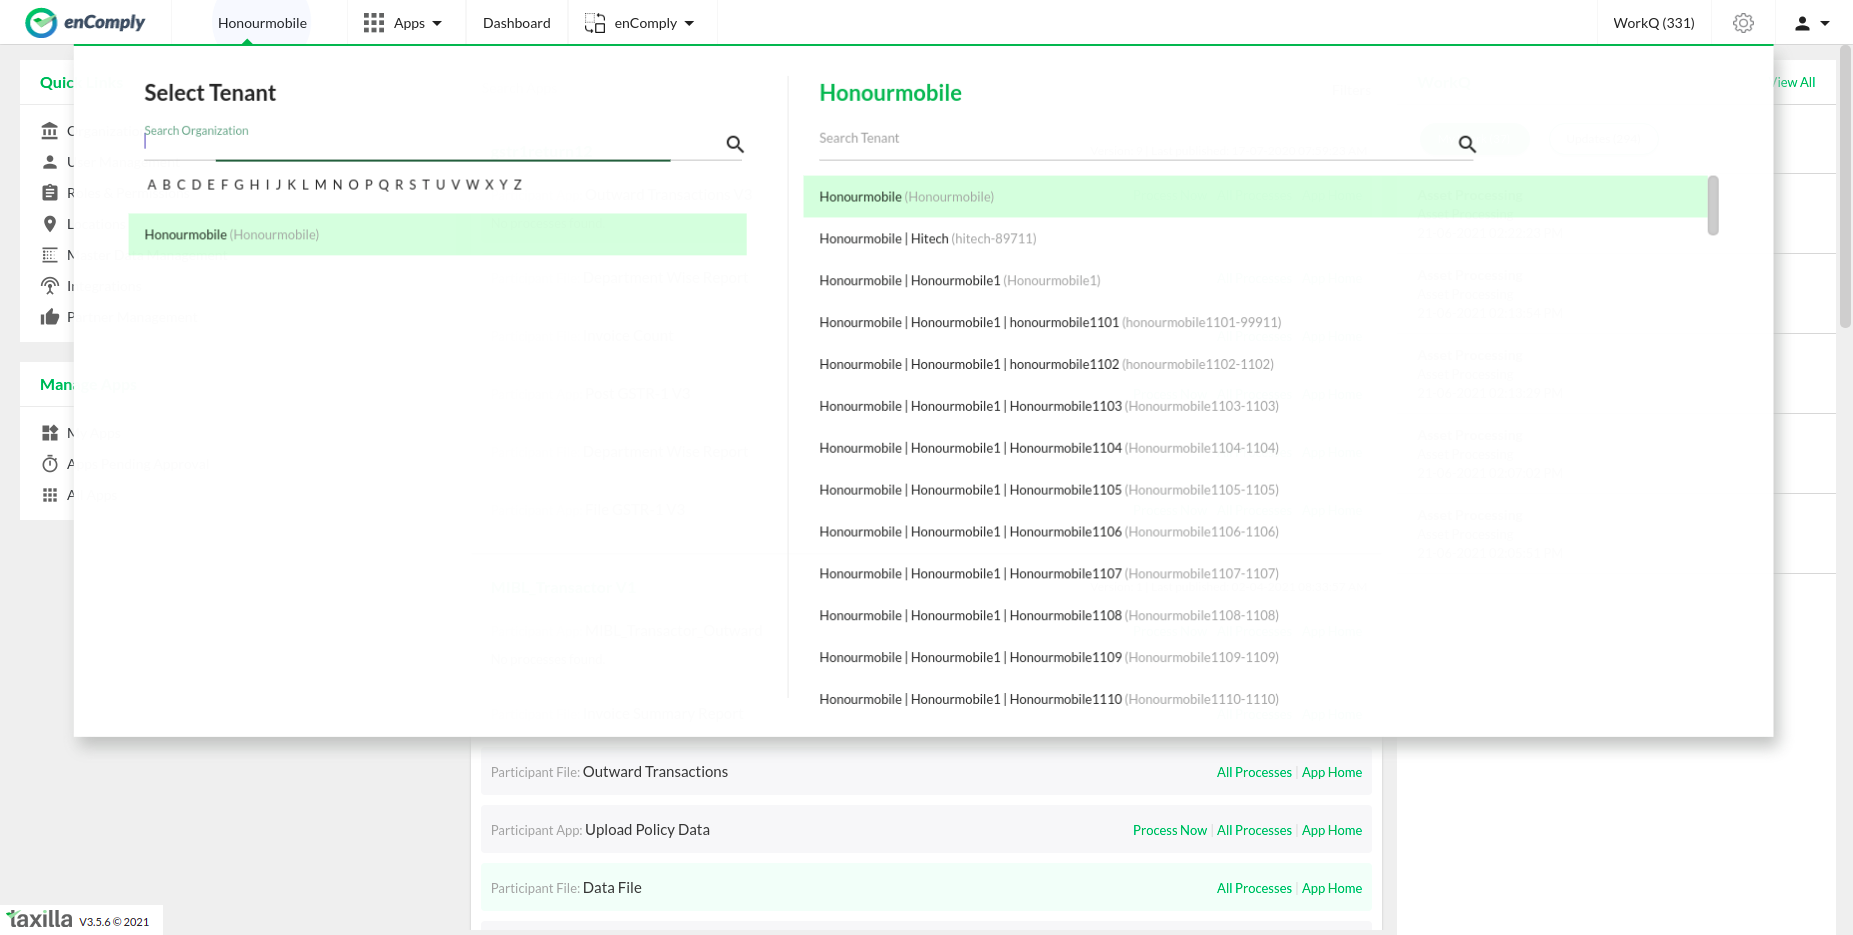 enComply
Honourmobile
Apps
Dashboard
enComply
WorkQ (331)
Quic
View All
Select Tenant
Honourmobile
Search Organization
Search Tenant
A B C D E F G H I J K L M N O P Q R S T U V W X Y Z
Honourmobile (Honourmobile)
Honourmobile (Honourmobile)
Honourmobile | Hitech (hitech-89711)
Honourmobile | Honourmobile1 (Honourmobile1)
Honourmobile | Honourmobile1 | honourmobile1101 (honourmobile1101-99911)
Honourmobile | Honourmobile1 | honourmobile1102 (honourmobile1102-1102)
Honourmobile | Honourmobile1 | Honourmobile1103 (Honourmobile1103-1103)
Honourmobile | Honourmobile1 | Honourmobile1104 (Honourmobile1104-1104)
Honourmobile | Honourmobile1 | Honourmobile1105 (Honourmobile1105-1105)
Honourmobile | Honourmobile1 | Honourmobile1106 (Honourmobile1106-1106)
Honourmobile | Honourmobile1 | Honourmobile1107 (Honourmobile1107-1107)
Honourmobile | Honourmobile1 | Honourmobile1108 (Honourmobile1108-1108)
Honourmobile | Honourmobile1 | Honourmobile1109 (Honourmobile1109-1109)
Honourmobile | Honourmobile1 | Honourmobile1110 (Honourmobile1110-1110)
Mana
Participant File: Outward Transactions
All Processes | App Home
Participant App: Upload Policy Data
Process Now | All Processes | App Home
Participant File: Data File
All Processes | App Home
taxilla V3.5.6 © 2021